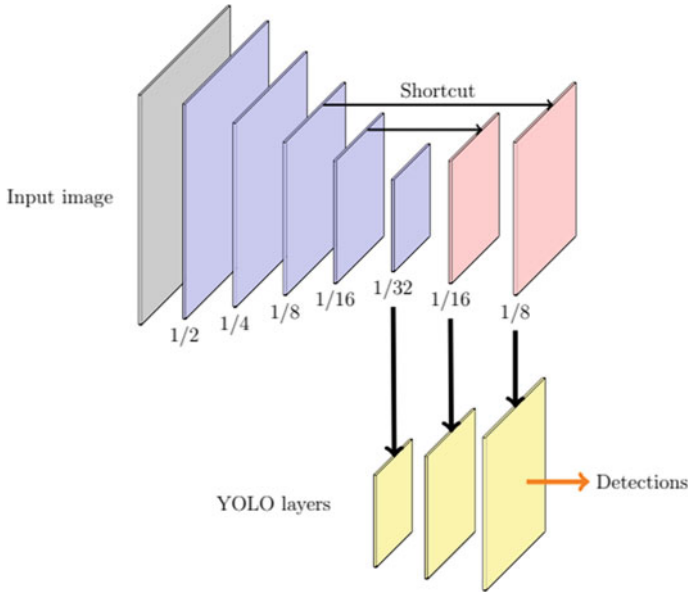 Shortcut
Input image
1/2
1/4
1/8
1/16
1/32
1/16
1/8
YOLO layers
Detections